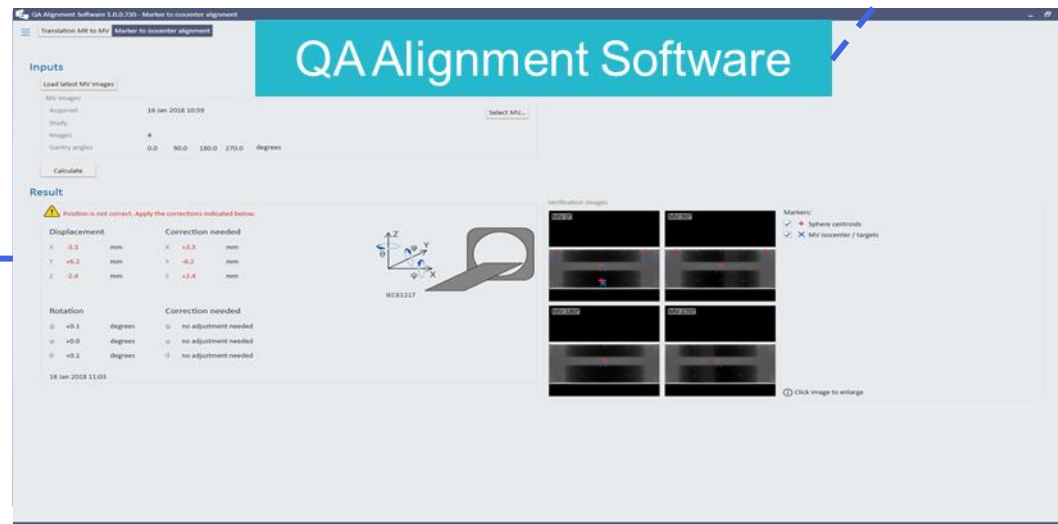 QA Alignment Software 1.0.0.730 - Marker to isocenter alignment
Translation MR to MV Marker to isocenter alignment
QA Alignment Software
Inputs
Load latest MV images
MV images
Acquired 16 Jan 2018 10:59 Select MV...
Study
Images 4
Gantry angles 0.0 90.0 180.0 270.0 degrees
Calculate
Result
Position is not correct. Apply the corrections indicated below.
Displacement Correction needed
X -3.3 mm X +3.3 mm
Y +6.2 mm Y -6.2 mm
Z -2.4 mm Z +2.4 mm
Rotation Correction needed
φ +0.1 degrees φ no adjustment needed
ψ +0.0 degrees ψ no adjustment needed
θ +0.1 degrees θ no adjustment needed
16 Jan 2018 11:03
Z
Y
X
θ
ψ
φ
IEC61217
Verification images
MV 0° MV 90°
MV 180° MV 270°
Markers:
Sphere centroids
MV isocenter / targets
Click image to enlarge